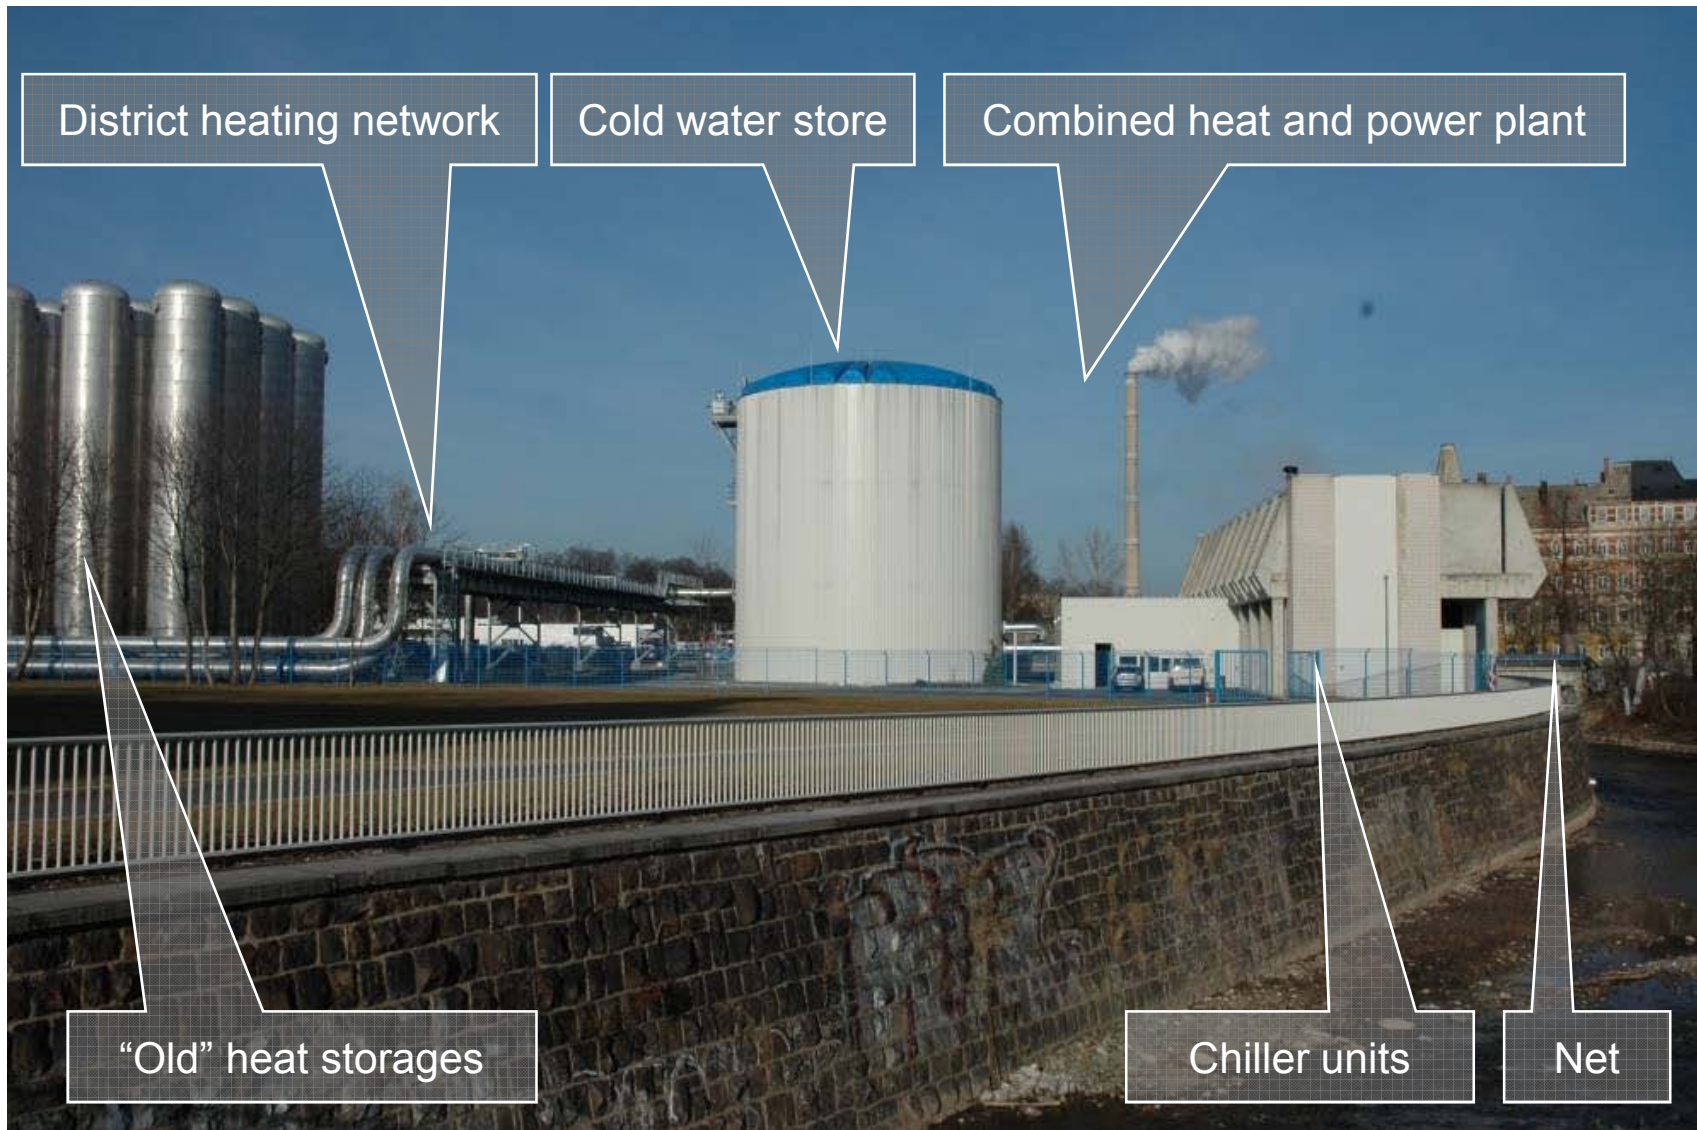 District heating network
Cold water store
Combined heat and power plant
“Old” heat storages
Chiller units
Net